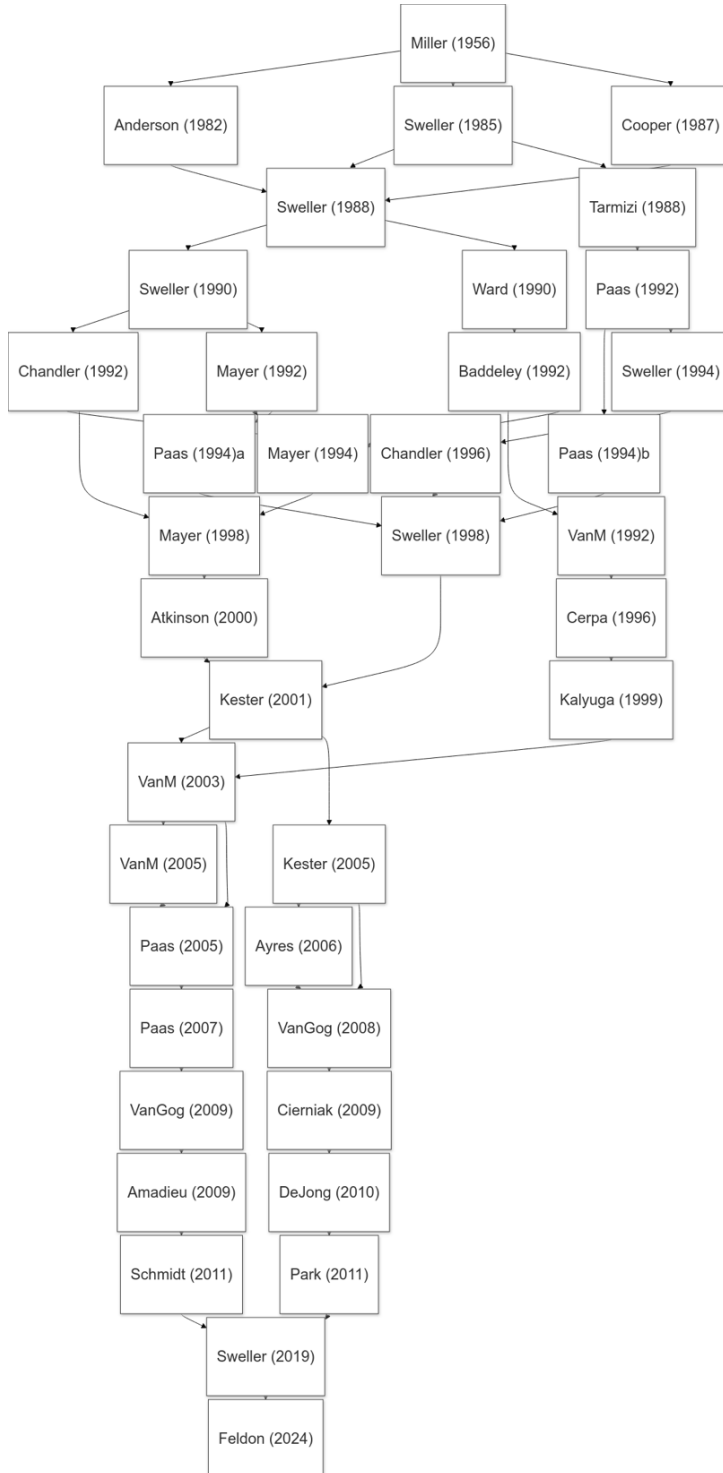 Miller (1956)
Anderson (1982)
Sweller (1985)
Cooper (1987)
Sweller (1988)
Tarmizi (1988)
Sweller (1990)
Ward (1990)
Paas (1992)
Chandler (1992)
Mayer (1992)
Baddeley (1992)
Sweller (1994)
Paas (1994)a
Mayer (1994)
Chandler (1996)
Paas (1994)b
Mayer (1998)
Sweller (1998)
VanM (1992)
Atkinson (2000)
Cerpa (1996)
Kester (2001)
Kalyuga (1999)
VanM (2003)
VanM (2005)
Kester (2005)
Paas (2005)
Ayres (2006)
Paas (2007)
VanGog (2008)
VanGog (2009)
Cierniak (2009)
Amadieu (2009)
DeJong (2010)
Schmidt (2011)
Park (2011)
Sweller (2019)
Feldon (2024)